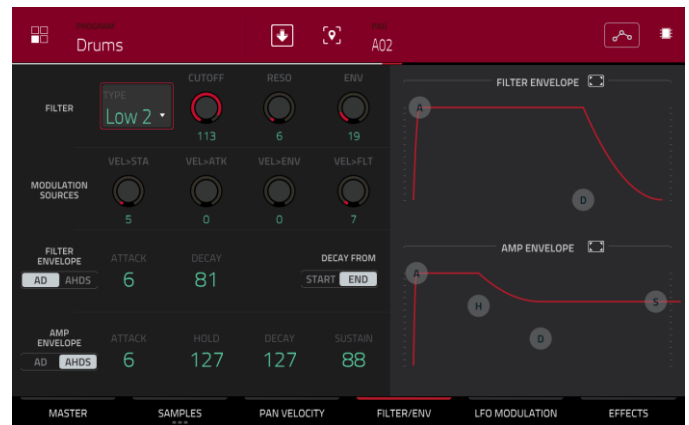 PROGRAM
Drums
PAD
A02
CUTOFF RESO ENV
FILTER
TYPE
Low 2
113 6 19
VEL>STA VEL>ATK VEL>ENV VEL>FLT
MODULATION
SOURCES
5 0 0 7
FILTER
ENVELOPE
AD AHDS
ATTACK DECAY
6 81
DECAY FROM
START END
AMP
ENVELOPE
AD AHDS
ATTACK HOLD DECAY SUSTAIN
6 127 127 88
FILTER ENVELOPE
A
D
AMP ENVELOPE
A
H
S
D
MASTER SAMPLES PAN VELOCITY FILTER/ENV LFO MODULATION EFFECTS